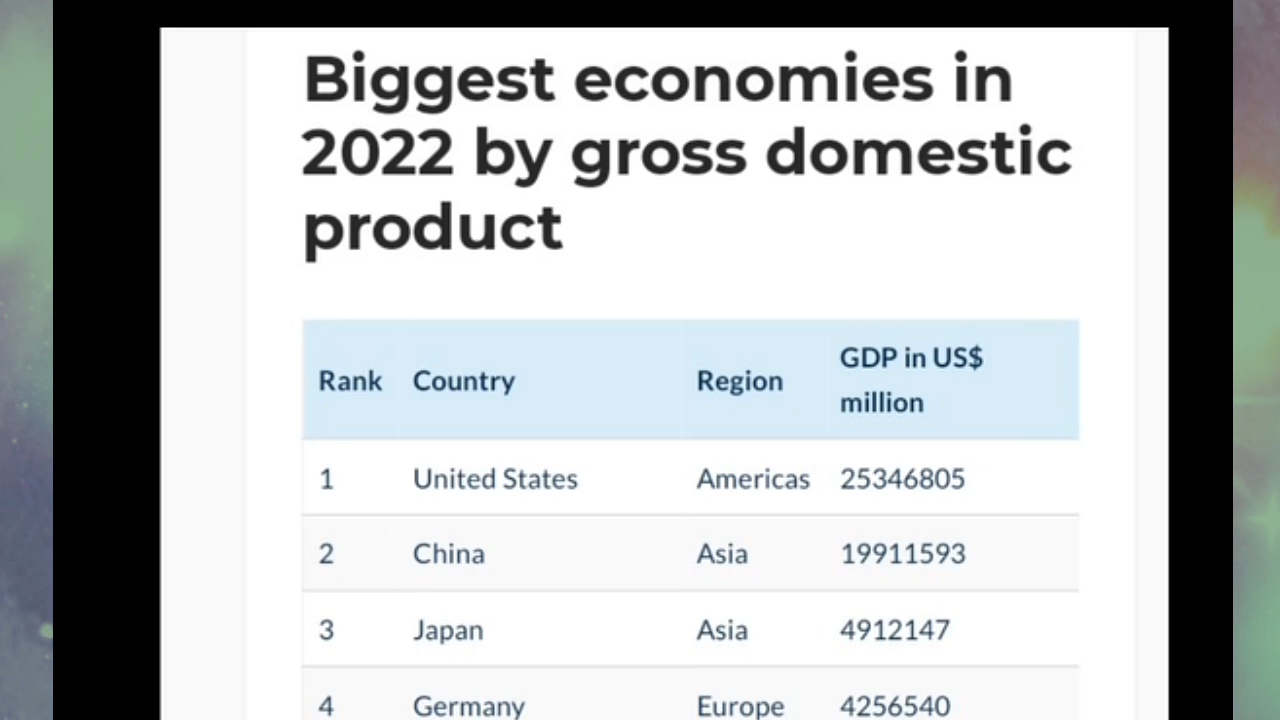 Biggest economies in
2022 by gross domestic
product
Rank Country Region GDP in US$ million
1 United States Americas 25346805
2 China Asia 19911593
3 Japan Asia 4912147
4 Germany Europe 4256540